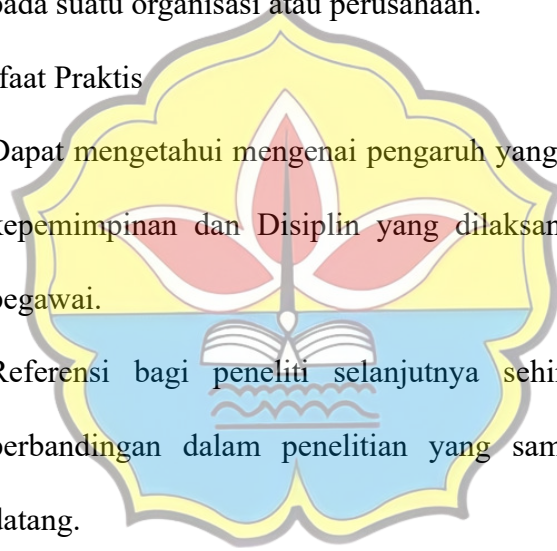 pada suatu organisasi atau perusahaan.
faat Praktis
Dapat mengetahui mengenai pengaruh yang
kepemimpinan dan Disiplin yang dilaksan
pegawai.
Referensi bagi peneliti selanjutnya sehi
perbandingan dalam penelitian yang sam
datang.